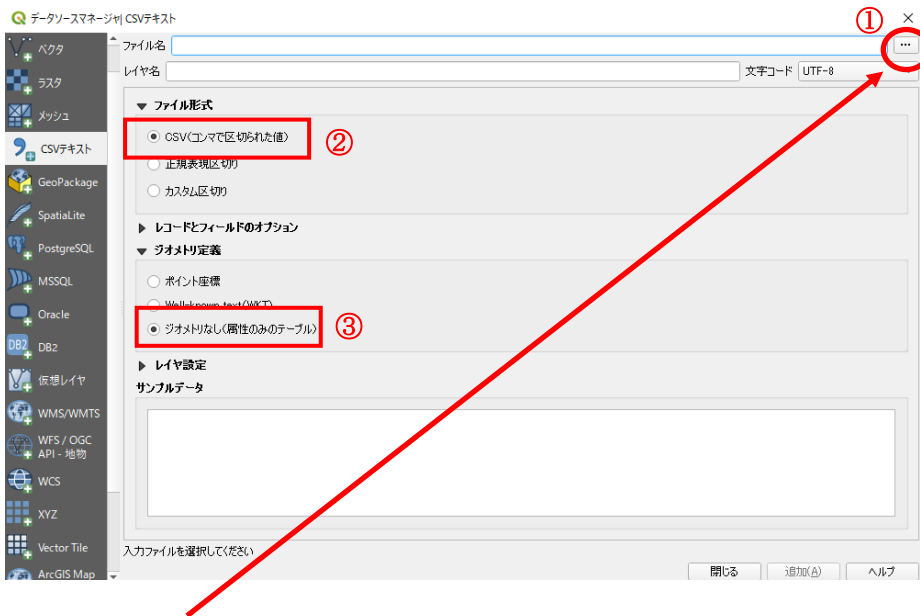 データソースマネージャ| CSVテキスト
①
ベクタ
ラスタ
メッシュ
CSVテキスト
GeoPackage
SpatiaLite
PostgreSQL
MSSQL
Oracle
DB2
DB2
仮想レイヤ
WMS/WMTS
WFS / OGC
API - 地物
WCS
XYZ
Vector Tile
ArcGIS Map
ファイル名
...
レイヤ名
文字コード UTF-8
▼ ファイル形式
CSV(コンマで区切られた値)
②
正規表現区切り
カスタム区切り
レコードとフィールドのオプション
▼ ジオメトリ定義
ポイント座標
Well-known text(WKT)
ジオメトリなし(属性のみのテーブル)
③
レイヤ設定
サンプルデータ
入力ファイルを選択してください
閉じる
追加(A)
ヘルプ